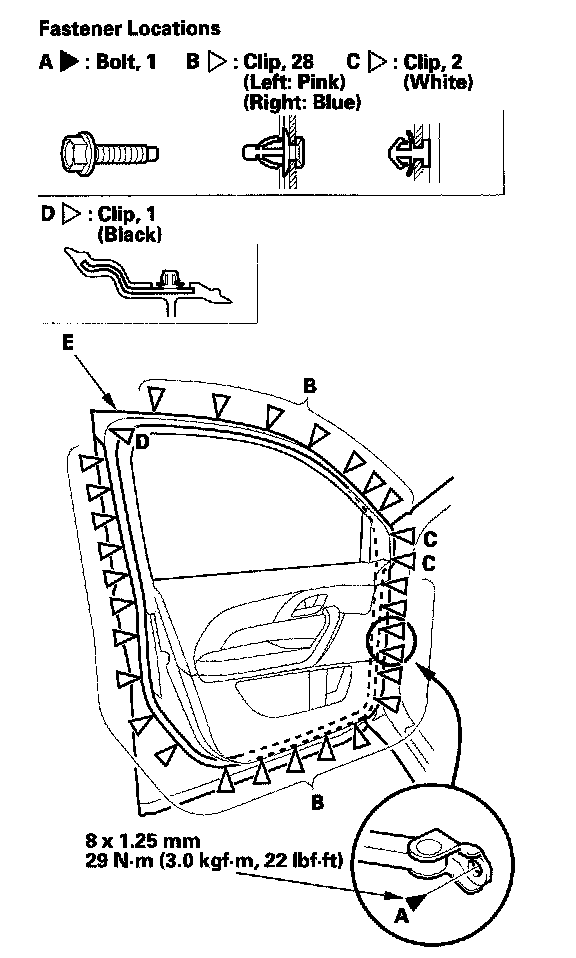 Fastener Locations
A ▶ : Bolt, 1 B ▷ : Clip, 28 C ▷ : Clip, 2
(Left: Pink) (White)
(Right: Blue)
D ▷ : Clip, 1
(Black)
E
B
D
C
C
B
8 x 1.25 mm
29 N·m (3.0 kgf·m, 22 lbf·ft)
A